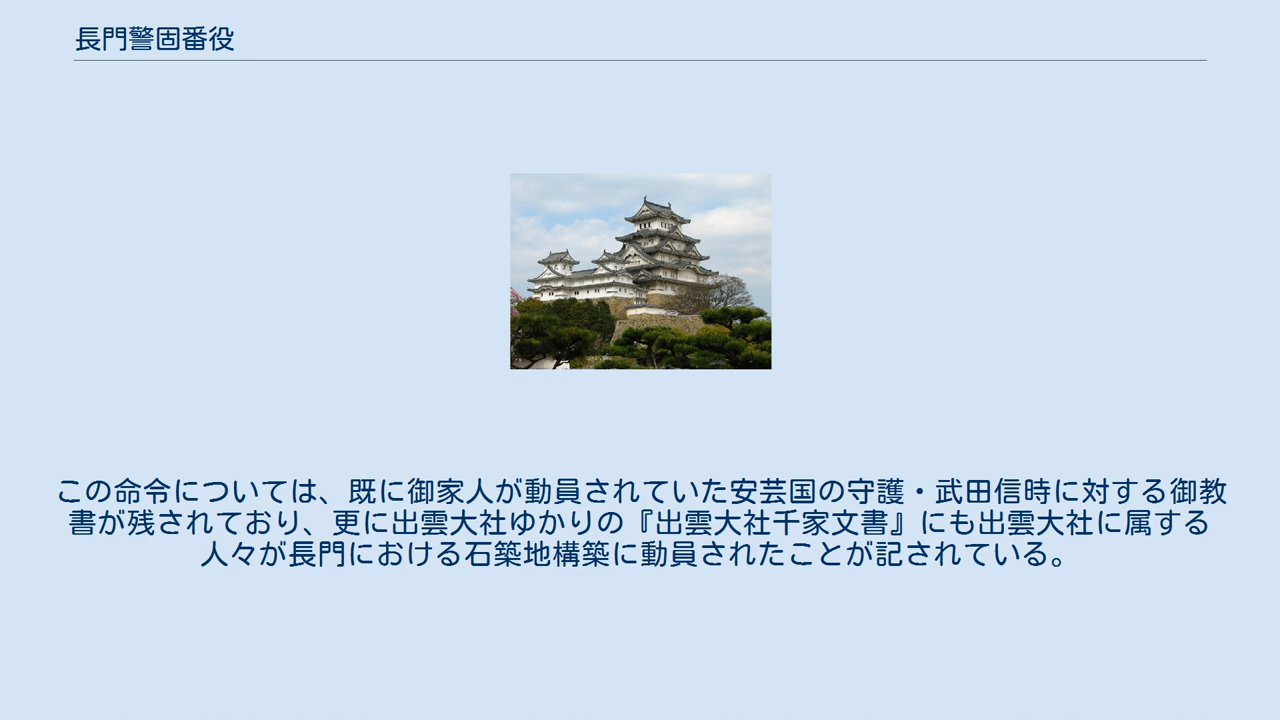 長門警固番役
この命令については、既に御家人が動員されていた安芸国の守護・武田信時に対する御教
書が残されており、更に出雲大社ゆかりの『出雲大社千家文書』にも出雲大社に属する
人々が長門における石築地構築に動員されたことが記されている。